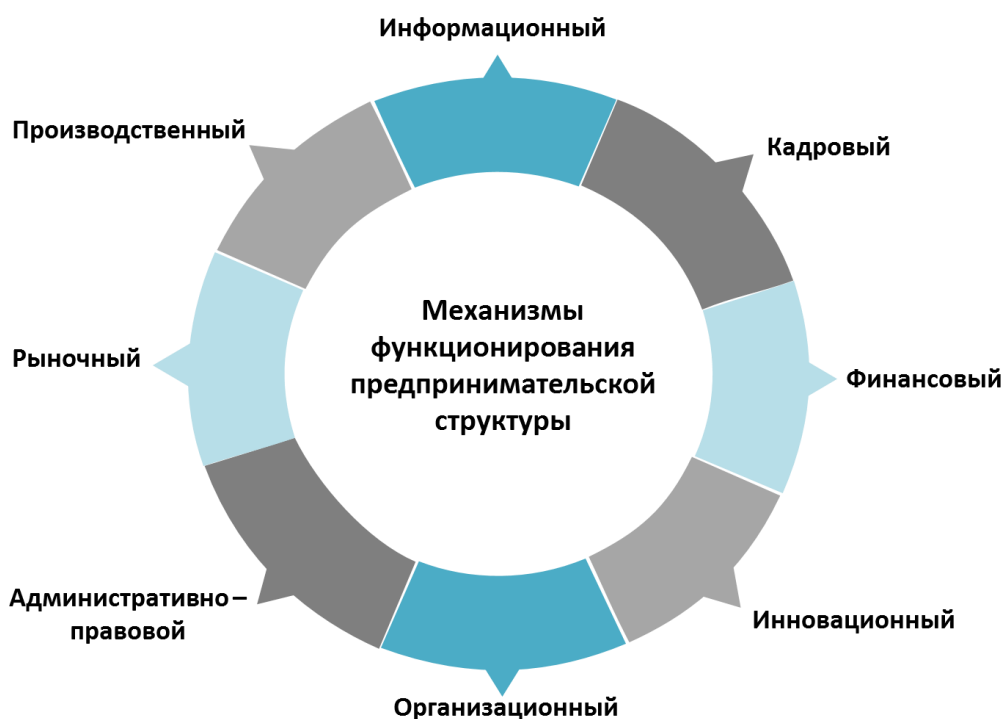 Информационный
Производственный
Кадровый
Механизмы
функционирования
предпринимательской
структуры
Рыночный
Финансовый
Административно–
правовой
Инновационный
Организационный